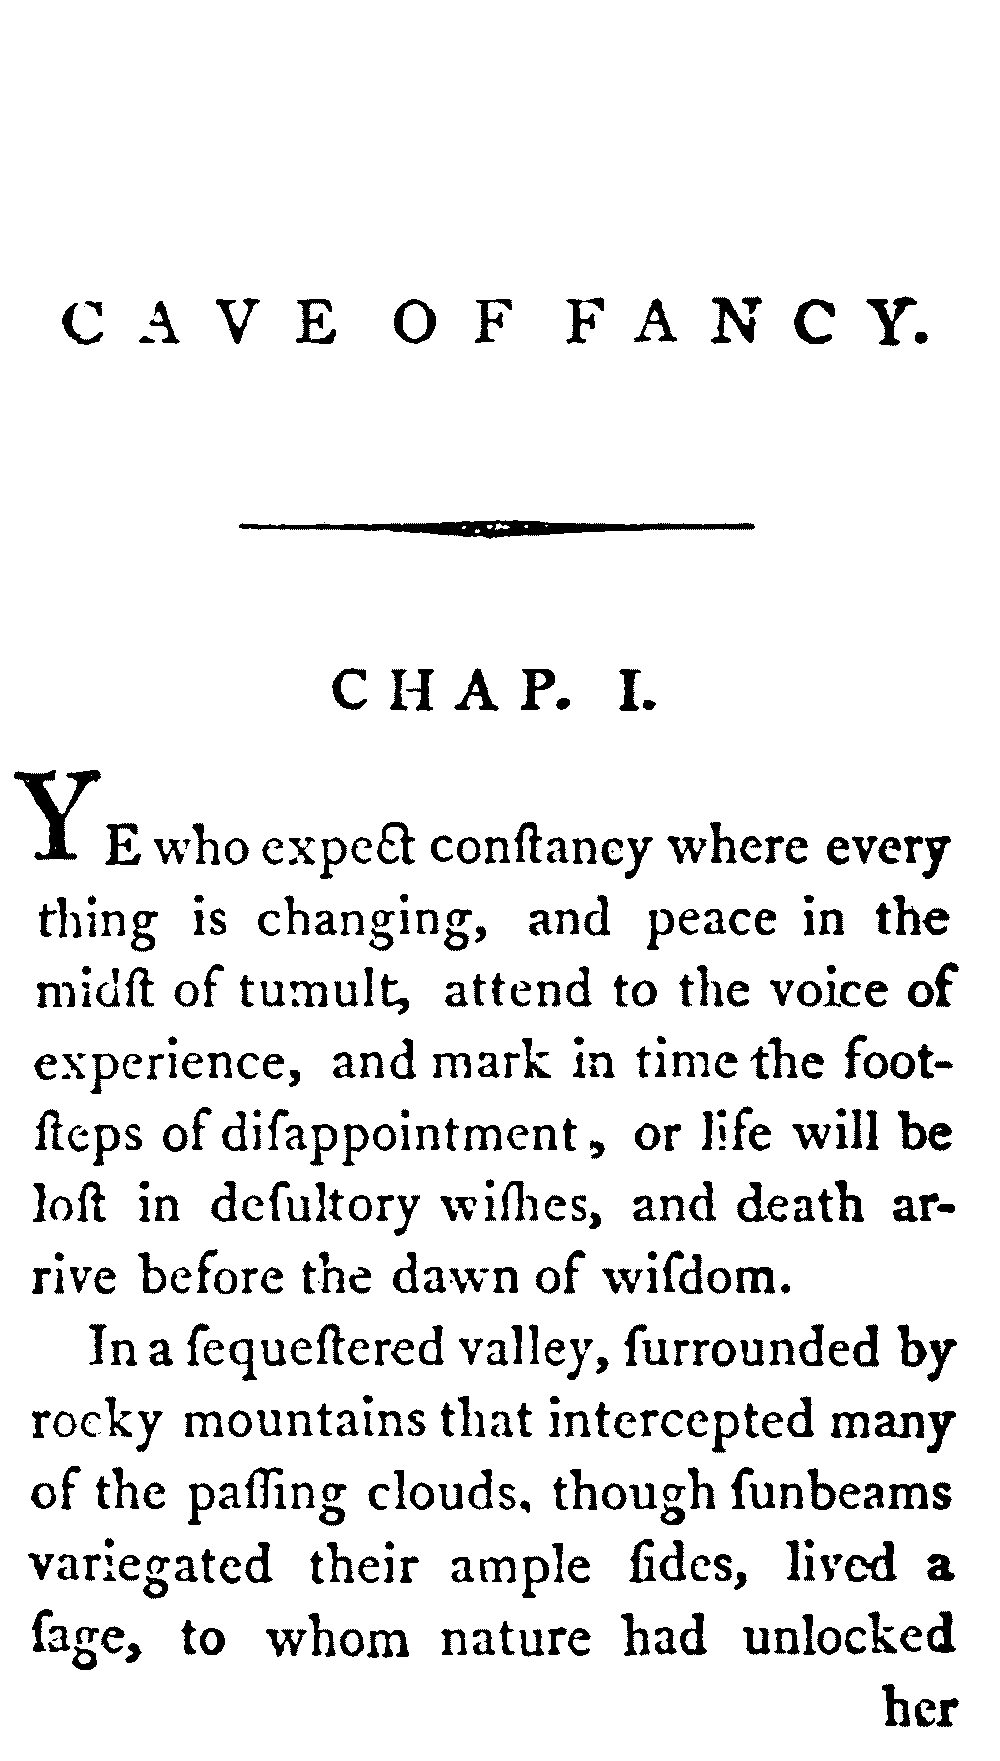 CAVE OF FANCY.
CHAP. I.
YE who expect conſtancy where every
thing is changing, and peace in the
midſt of tumult, attend to the voice of
experience, and mark in time the foot-
ſteps of diſappointment, or life will be
loſt in deſultory wiſhes, and death ar-
rive before the dawn of wiſdom.
In a ſequeſtered valley, ſurrounded by
rocky mountains that intercepted many
of the paſſing clouds, though ſunbeams
variegated their ample ſides, lived a
ſage, to whom nature had unlocked
her